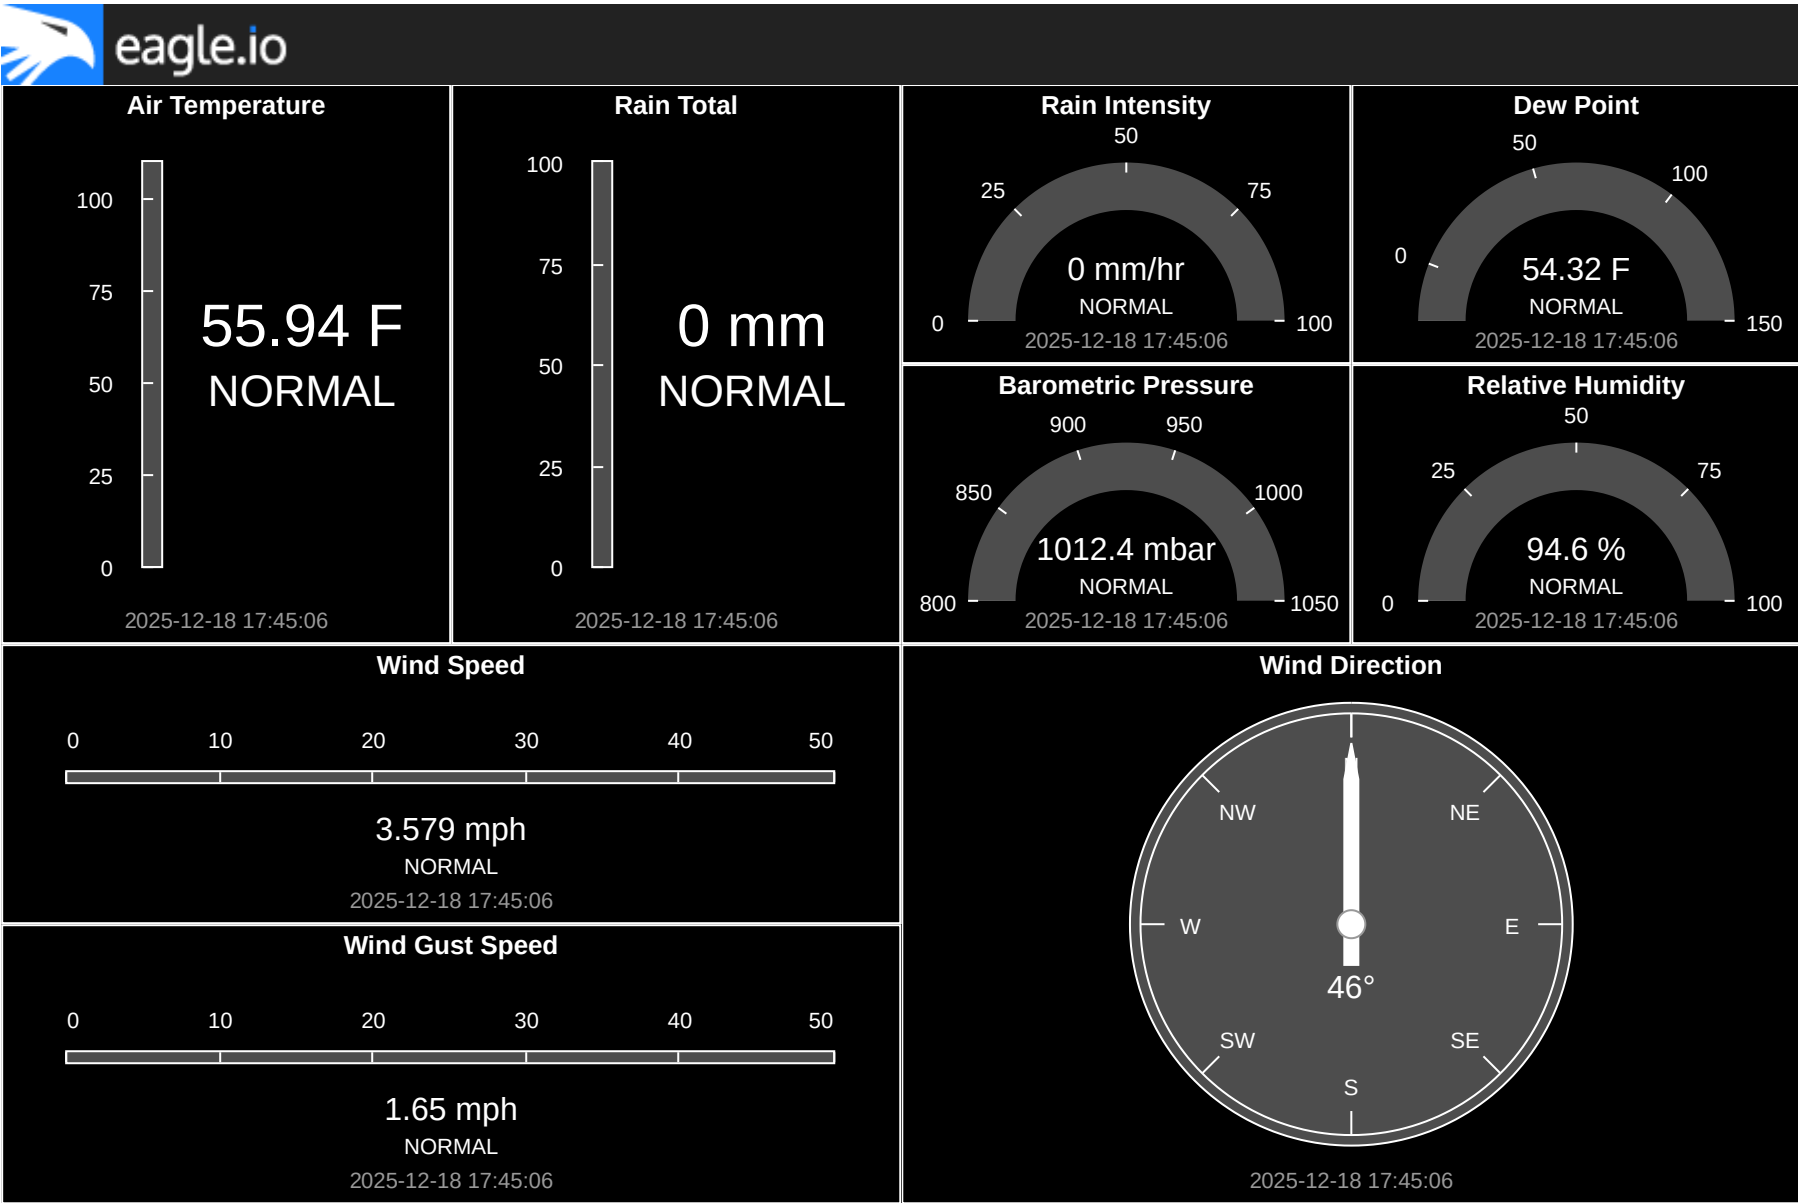 eagle.io
Air Temperature
100
75
50
25
0
55.94 F
NORMAL
2025-12-18 17:45:06
Rain Total
100
75
50
25
0
0 mm
NORMAL
2025-12-18 17:45:06
Rain Intensity
50
25
75
0
100
0 mm/hr
NORMAL
2025-12-18 17:45:06
Dew Point
50
100
0
150
54.32 F
NORMAL
2025-12-18 17:45:06
Barometric Pressure
900
950
850
1000
800
1050
1012.4 mbar
NORMAL
2025-12-18 17:45:06
Relative Humidity
50
25
75
0
100
94.6 %
NORMAL
2025-12-18 17:45:06
Wind Speed
0 10 20 30 40 50
3.579 mph
NORMAL
2025-12-18 17:45:06
Wind Gust Speed
0 10 20 30 40 50
1.65 mph
NORMAL
2025-12-18 17:45:06
Wind Direction
NW NE
W E
46°
SW SE
S
2025-12-18 17:45:06